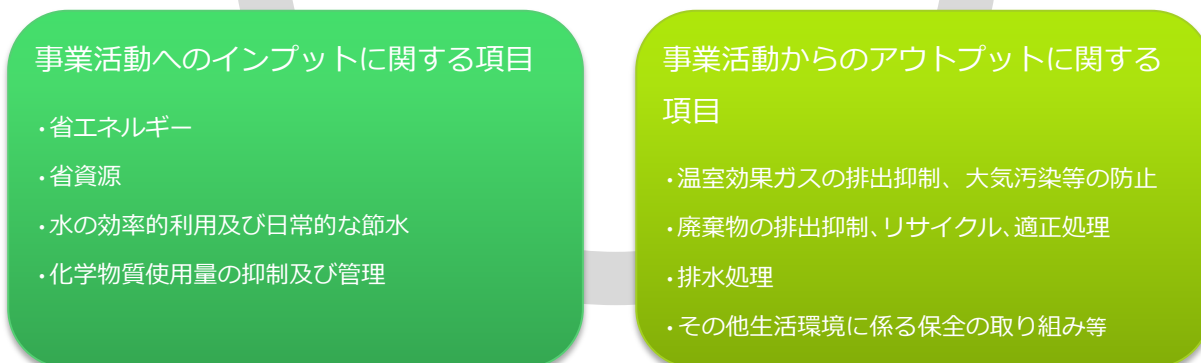 事業活動へのインプットに関する項目
・省エネルギー
・省資源
・水の効率的利用及び日常的な節水
・化学物質使用量の抑制及び管理
事業活動からのアウトプットに関する
項目
・温室効果ガスの排出抑制、大気汚染等の防止
・廃棄物の排出抑制、リサイクル、適正処理
・排水処理
・その他生活環境に係る保全の取り組み等